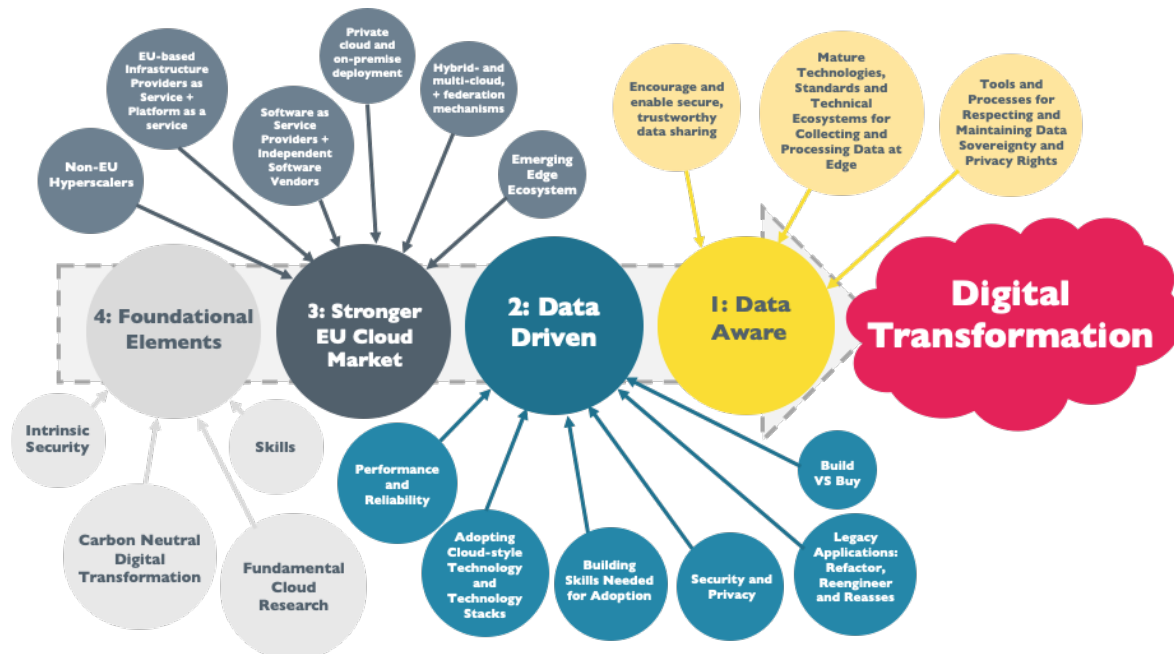 Private
cloud and
on-premise
deployment
EU-based
Infrastructure
Providers as
Service +
Platform as a
service
Hybrid- and
multi-cloud,
+ federation
mechanisms
Software as
Service
Providers +
Independent
Software
Vendors
Non-EU
Hyperscalers
Emerging
Edge
Ecosystem
Encourage and
enable secure,
trustworthy
data sharing
Mature
Technologies,
Standards and
Technical
Ecosystems for
Collecting and
Processing Data at
Edge
Tools and
Processes for
Respecting and
Maintaining Data
Sovereignty and
Privacy Rights
4: Foundational
Elements
3: Stronger
EU Cloud
Market
2: Data
Driven
1: Data
Aware
Digital
Transformation
Intrinsic
Security
Skills
Carbon Neutral
Digital
Transformation
Fundamental
Cloud
Research
Performance
and
Reliability
Adopting
Cloud-style
Technology
and
Technology
Stacks
Building
Skills Needed
for Adoption
Security and
Privacy
Build
VS Buy
Legacy
Applications:
Refactor,
Reengineer
and Reasses